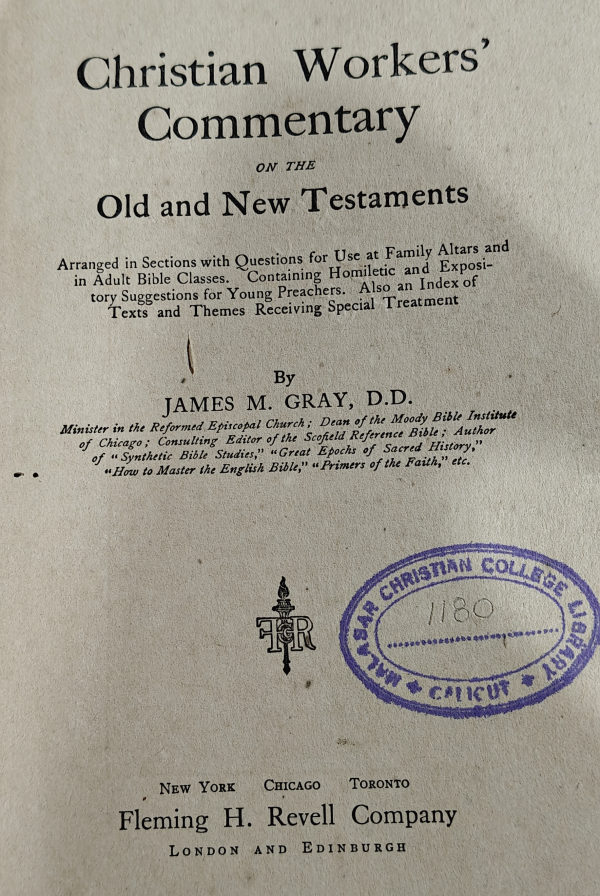 Christian Workers’
Commentary
ON THE
Old and New Testaments
Arranged in Sections with Questions for Use at Family Altars and
in Adult Bible Classes. Containing Homiletic and Exposi-
tory Suggestions for Young Preachers. Also an Index of
Texts and Themes Receiving Special Treatment
By
JAMES M. GRAY, D.D.
Minister in the Reformed Episcopal Church; Dean of the Moody Bible Institute
of Chicago; Consulting Editor of the Scofield Reference Bible; Author
of “Synthetic Bible Studies,” “Great Epochs of Sacred History,”
“How to Master the English Bible,” “Primers of the Faith,” etc.
MALABAR CHRISTIAN COLLEGE LIBRARY
1180
CALICUT
FHR
New York Chicago Toronto
Fleming H. Revell Company
London and Edinburgh